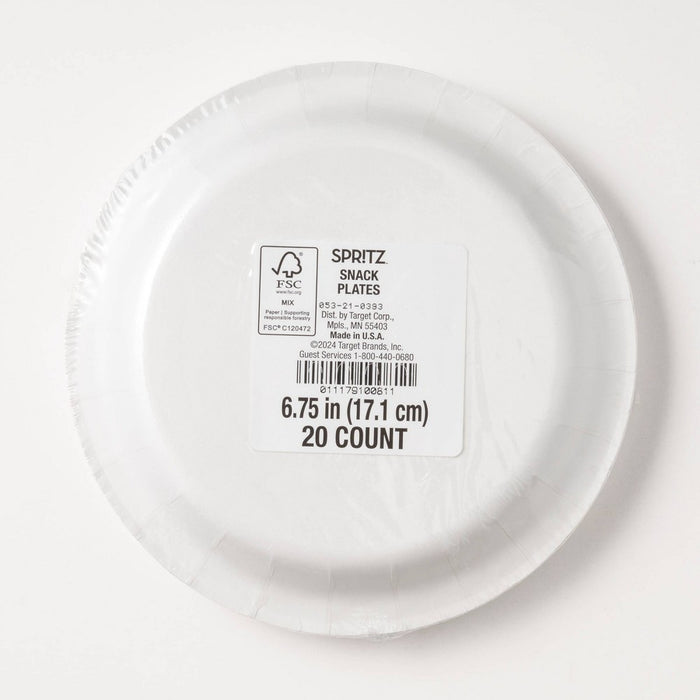 FSC
www.fsc.org
MIX
Paper | Supporting
responsible forestry
FSC® C120472
SPR!TZ™
SNACK
PLATES
053-21-0393
Dist. by Target Corp.,
Mpls., MN 55403
Made in U.S.A.
©2024 Target Brands, Inc.
Guest Services 1-800-440-0680
011179100811
6.75 in (17.1 cm)
20 COUNT